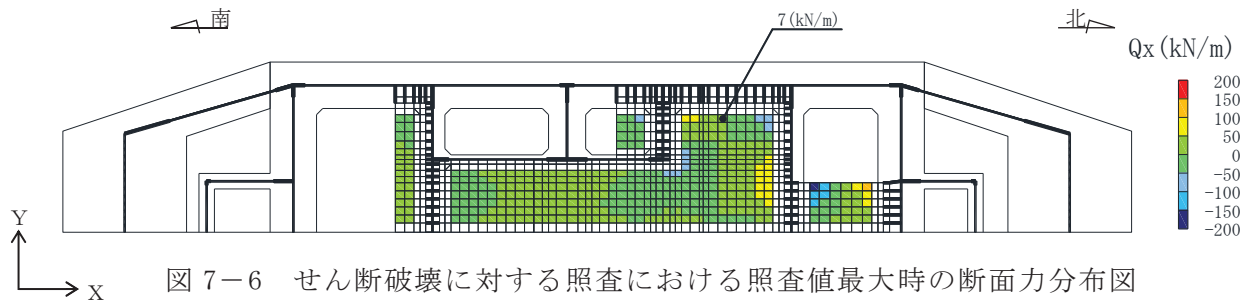 南
7(kN/m)
北
Qx(kN/m)
200
150
100
50
0
-50
-100
-150
-200
Y
X
図 7-6 せん断破壊に対する照査における照査値最大時の断面力分布図